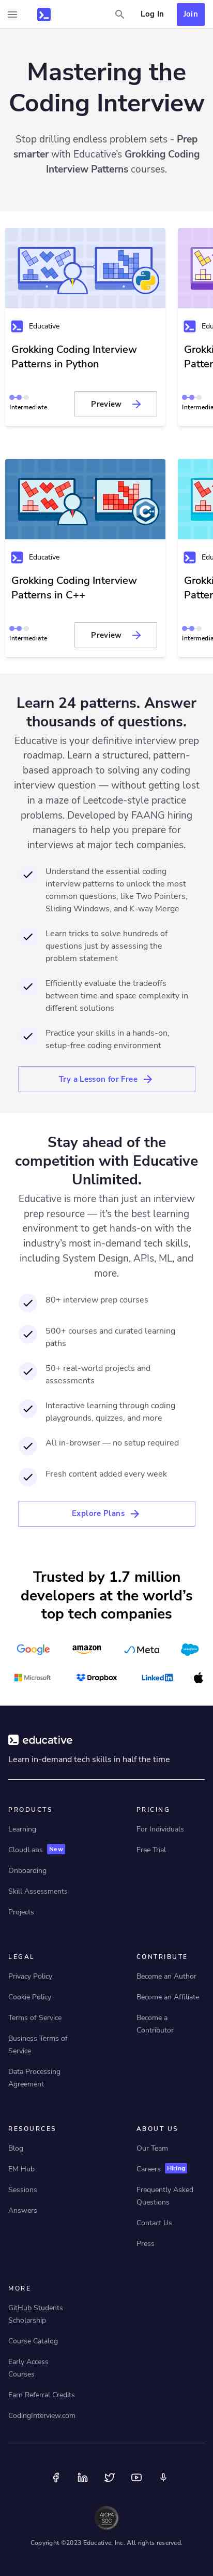 Log In
Join
Mastering the
Coding Interview
Stop drilling endless problem sets - Prep
smarter with Educative's Grokking Coding
Interview Patterns courses.
Educative
Grokking Coding Interview
Patterns in Python
Intermediate
Preview
Educative
Grokking Coding Interview
Patterns in C++
Intermediate
Preview
Learn 24 patterns. Answer
thousands of questions.
Educative is your definitive interview prep
roadmap. Learn a structured, pattern-
based approach to solving any coding
interview question — without getting lost
in a maze of Leetcode-style practice
problems. Developed by FAANG hiring
managers to help you prepare for
interviews at major tech companies.
Understand the essential coding
interview patterns to unlock the most
common questions, like Two Pointers,
Sliding Windows, and K-way Merge
Learn tricks to solve hundreds of
questions just by assessing the
problem statement
Efficiently evaluate the tradeoffs
between time and space complexity in
different solutions
Practice your skills in a hands-on,
setup-free coding environment
Try a Lesson for Free
Stay ahead of the
competition with Educative
Unlimited.
Educative is more than just an interview
prep resource — it's the best learning
environment to get hands-on with the
industry's most in-demand tech skills,
including System Design, APIs, ML, and
more.
80+ interview prep courses
500+ courses and curated learning
paths
50+ real-world projects and
assessments
Interactive learning through coding
playgrounds, quizzes, and more
All in-browser — no setup required
Fresh content added every week
Explore Plans
Trusted by 1.7 million
developers at the world's
top tech companies
Google
amazon
Meta
salesforce
Microsoft
Dropbox
LinkedIn
educative
Learn in-demand tech skills in half the time
PRODUCTS
Learning
CloudLabs New
Onboarding
Skill Assessments
Projects
PRICING
For Individuals
Free Trial
LEGAL
Privacy Policy
Cookie Policy
Terms of Service
Business Terms of
Service
Data Processing
Agreement
CONTRIBUTE
Become an Author
Become an Affiliate
Become a
Contributor
RESOURCES
Blog
EM Hub
Sessions
Answers
ABOUT US
Our Team
Careers Hiring
Frequently Asked
Questions
Contact Us
Press
MORE
GitHub Students
Scholarship
Course Catalog
Early Access
Courses
Earn Referral Credits
CodingInterview.com
AICPA
SOC
Copyright ©2023 Educative, Inc. All rights reserved.